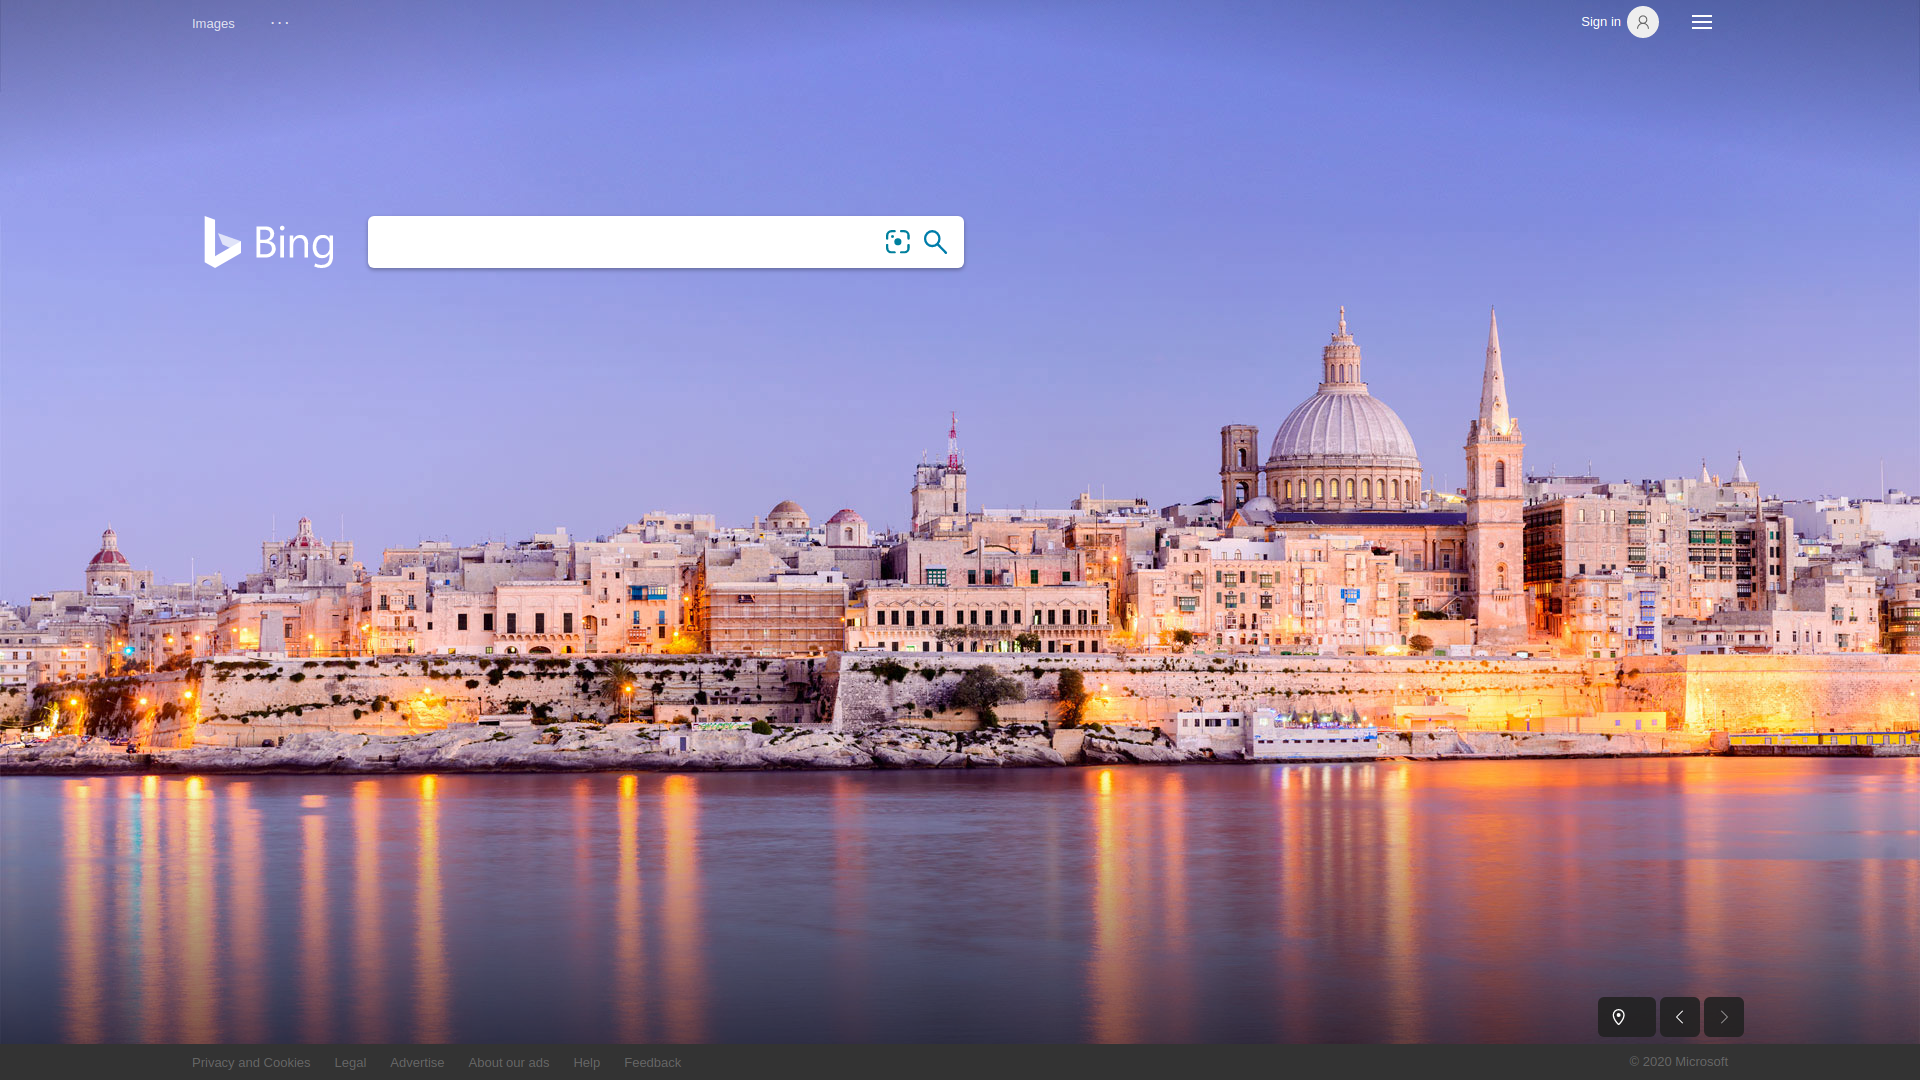 Images
Sign in
Bing
Privacy and Cookies
Legal
Advertise
About our ads
Help
Feedback
© 2020 Microsoft